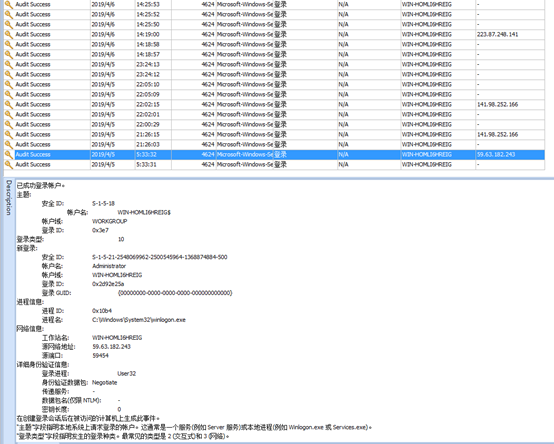 Audit Success 2019/4/6 14:25:53 4624 Microsoft-Windows-Se 登录 N/A WIN-HOMLI6HREIG -
Audit Success 2019/4/6 14:25:52 4624 Microsoft-Windows-Se 登录 N/A WIN-HOMLI6HREIG -
Audit Success 2019/4/6 14:25:50 4624 Microsoft-Windows-Se 登录 N/A WIN-HOMLI6HREIG -
Audit Success 2019/4/6 14:19:00 4624 Microsoft-Windows-Se 登录 N/A WIN-HOMLI6HREIG 223.87.248.141
Audit Success 2019/4/6 14:18:58 4624 Microsoft-Windows-Se 登录 N/A WIN-HOMLI6HREIG -
Audit Success 2019/4/6 14:18:57 4624 Microsoft-Windows-Se 登录 N/A WIN-HOMLI6HREIG -
Audit Success 2019/4/5 23:24:13 4624 Microsoft-Windows-Se 登录 N/A WIN-HOMLI6HREIG -
Audit Success 2019/4/5 23:24:12 4624 Microsoft-Windows-Se 登录 N/A WIN-HOMLI6HREIG -
Audit Success 2019/4/5 22:05:10 4624 Microsoft-Windows-Se 登录 N/A WIN-HOMLI6HREIG -
Audit Success 2019/4/5 22:05:09 4624 Microsoft-Windows-Se 登录 N/A WIN-HOMLI6HREIG -
Audit Success 2019/4/5 22:02:15 4624 Microsoft-Windows-Se 登录 N/A WIN-HOMLI6HREIG 141.98.252.166
Audit Success 2019/4/5 22:02:01 4624 Microsoft-Windows-Se 登录 N/A WIN-HOMLI6HREIG -
Audit Success 2019/4/5 22:00:29 4624 Microsoft-Windows-Se 登录 N/A WIN-HOMLI6HREIG -
Audit Success 2019/4/5 21:26:15 4624 Microsoft-Windows-Se 登录 N/A WIN-HOMLI6HREIG 141.98.252.166
Audit Success 2019/4/5 21:26:03 4624 Microsoft-Windows-Se 登录 N/A WIN-HOMLI6HREIG -
Audit Success 2019/4/5 5:33:32 4624 Microsoft-Windows-Se 登录 N/A WIN-HOMLI6HREIG 59.63.182.243
Audit Success 2019/4/5 5:33:31 4624 Microsoft-Windows-Se 登录 N/A WIN-HOMLI6HREIG -
Description
已成功登录帐户。
主题:
安全 ID: S-1-5-18
帐户名: WIN-HOMLI6HREIG$
帐户域: WORKGROUP
登录 ID: 0x3e7
登录类型: 10
新登录:
安全 ID: S-1-5-21-2548069962-2500545964-1368874884-500
帐户名: Administrator
帐户域: WIN-HOMLI6HREIG
登录 ID: 0x2d92e25a
登录 GUID: {00000000-0000-0000-0000-000000000000}
进程信息:
进程 ID: 0x10b4
进程名: C:\Windows\System32\winlogon.exe
网络信息:
工作站名: WIN-HOMLI6HREIG
源网络地址: 59.63.182.243
源端口: 59454
详细身份验证信息:
登录进程: User32
身份验证数据包: Negotiate
传递服务: -
数据包名(仅限 NTLM): -
密钥长度: 0
在创建登录会话后在被访问的计算机上生成此事件。
“主题”字段指明本地系统上请求登录的帐户。这通常是一个服务(例如 Server 服务)或本地进程(例如 Winlogon.exe 或 Services.exe)。
“登录类型”字段指明发生的登录种类。最常见的类型是 2 (交互式)和 3 (网络)。